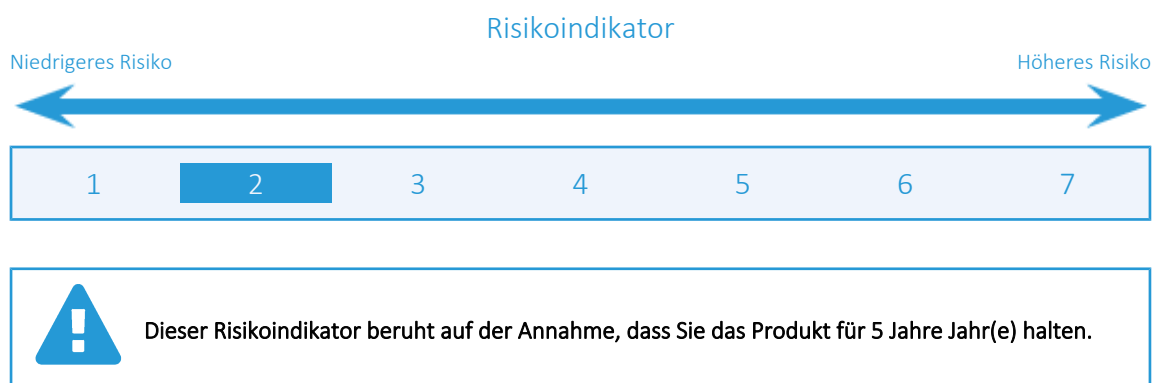 Risikoindikator
Niedrigeres Risiko Höheres Risiko
1 2 3 4 5 6 7
Dieser Risikoindikator beruht auf der Annahme, dass Sie das Produkt für 5 Jahre Jahr(e) halten.